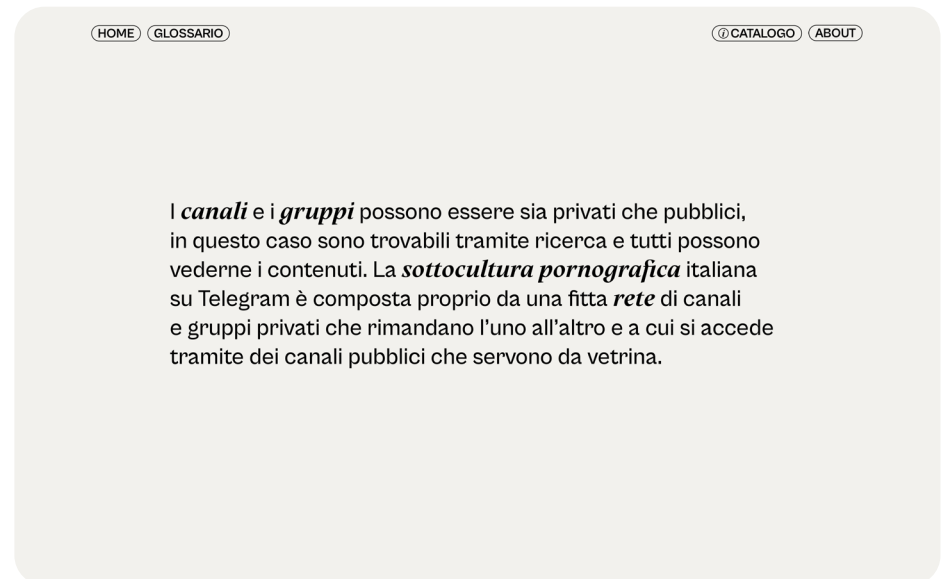 HOME GLOSSARIO ⓘ CATALOGO ABOUT
I canali e i gruppi possono essere sia privati che pubblici,
in questo caso sono trovabili tramite ricerca e tutti possono
vederne i contenuti. La sottocultura pornografica italiana
su Telegram è composta proprio da una fitta rete di canali
e gruppi privati che rimandano l’uno all’altro e a cui si accede
tramite dei canali pubblici che servono da vetrina.